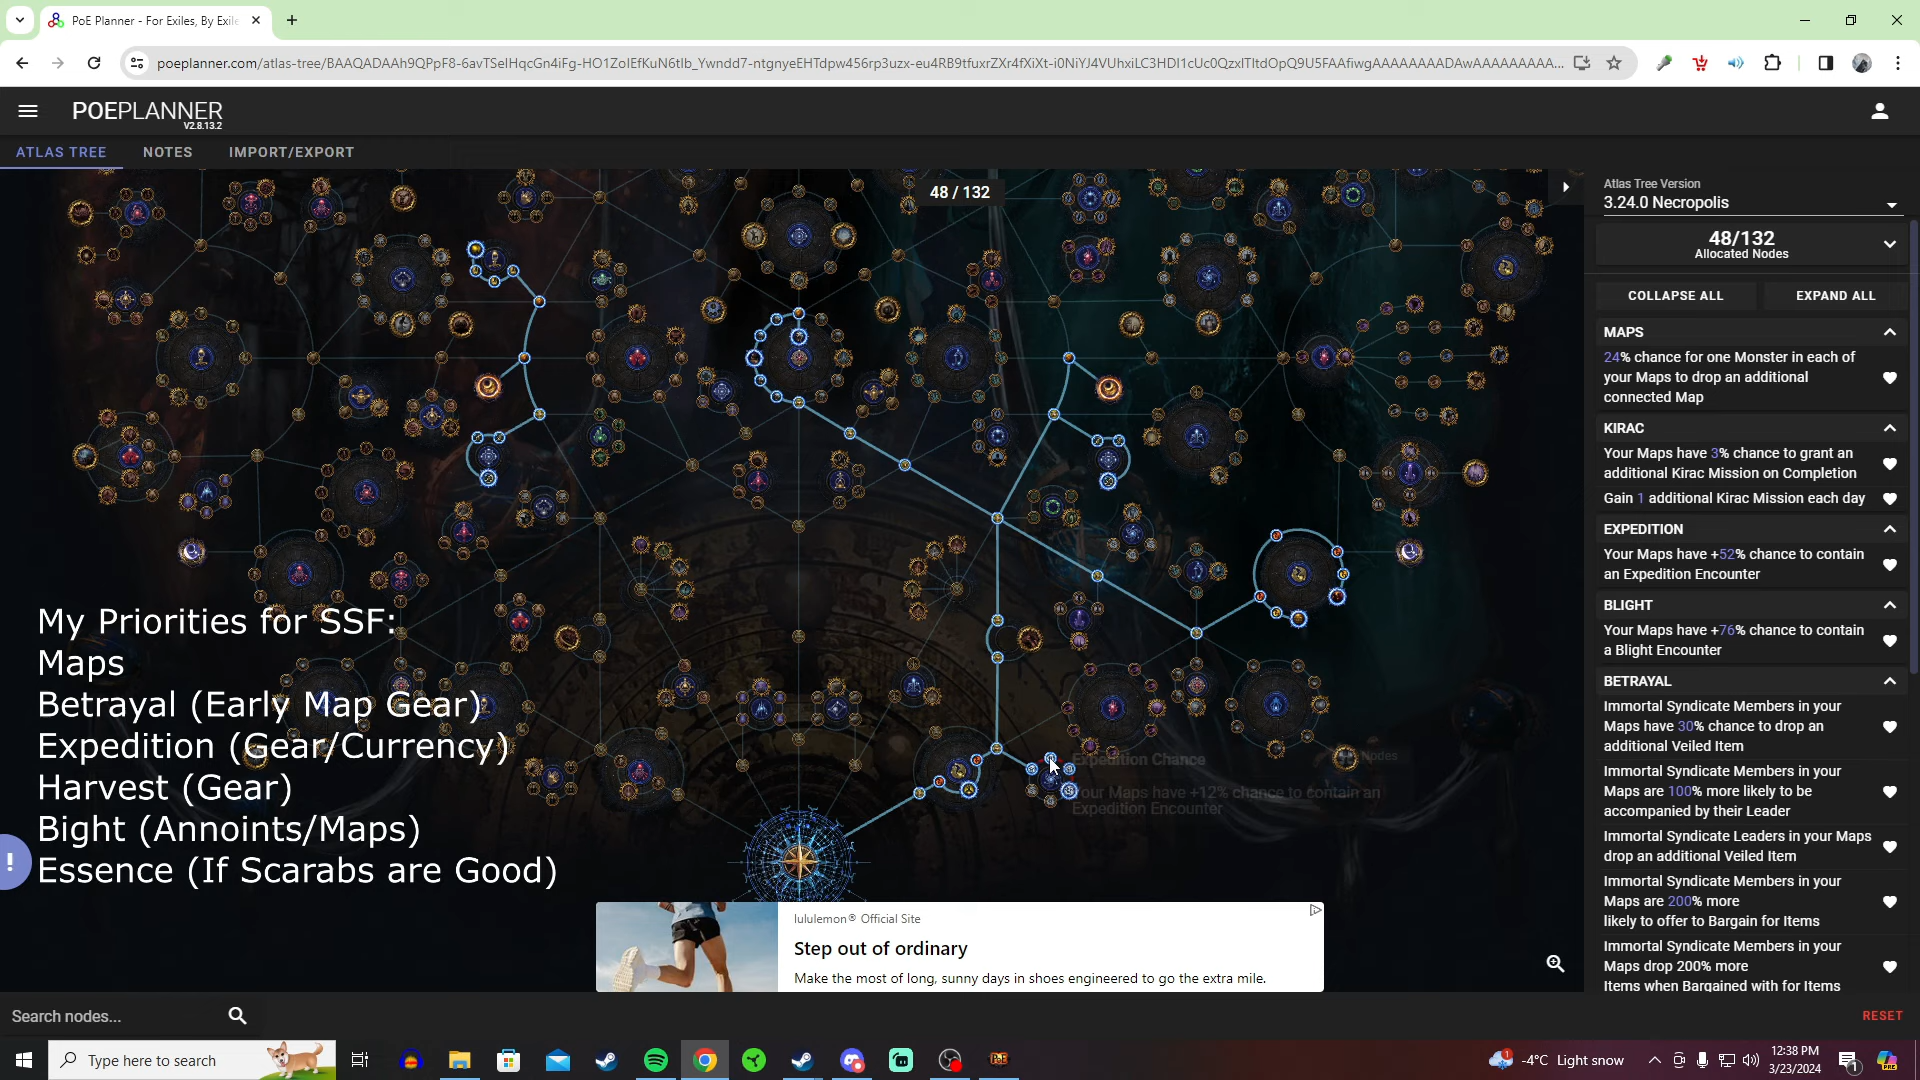 PoE Planner - For Exiles, By Exile
poeplanner.com/atlas-tree/BAAQADAAh9QPpF8-6avTSelHqcGn4iFg-HO1ZoIEfKuN6tlb_Ywndd7-ntgnyeEHTdpw456rp3uzx-eu4RB9tfuxrZXr4fXiXt-i0NiYJ4VUhxiLC3HDI1cUc0QzxITltdOpQ9U5FAAfiwgAAAAAAAADAwAAAAAAAAA...
POEPLANNER
V2.8.13.2
ATLAS TREE
NOTES
IMPORT/EXPORT
48 / 132
Atlas Tree Version
3.24.0 Necropolis
48/132
Allocated Nodes
COLLAPSE ALL
EXPAND ALL
MAPS
24% chance for one Monster in each of
your Maps to drop an additional
connected Map
KIRAC
Your Maps have 3% chance to grant an
additional Kirac Mission on Completion
Gain 1 additional Kirac Mission each day
EXPEDITION
Your Maps have +52% chance to contain
an Expedition Encounter
BLIGHT
Your Maps have +76% chance to contain
a Blight Encounter
BETRAYAL
Immortal Syndicate Members in your
Maps have 30% chance to drop an
additional Veiled Item
Immortal Syndicate Members in your
Maps are 100% more likely to be
accompanied by their Leader
Immortal Syndicate Leaders in your Maps
drop an additional Veiled Item
Immortal Syndicate Members in your
Maps are 200% more
likely to offer to Bargain for Items
Immortal Syndicate Members in your
Maps drop 200% more
Items when Bargained with for Items
My Priorities for SSF:
Maps
Betrayal (Early Map Gear)
Expedition (Gear/Currency)
Harvest (Gear)
Bight (Annoints/Maps)
Essence (If Scarabs are Good)
Expedition Chance
Nodes
Your Maps have +12% chance to contain an
Expedition Encounter
lululemon® Official Site
Step out of ordinary
Make the most of long, sunny days in shoes engineered to go the extra mile.
Search nodes...
RESET
Type here to search
-4°C Light snow
12:38 PM
3/23/2024